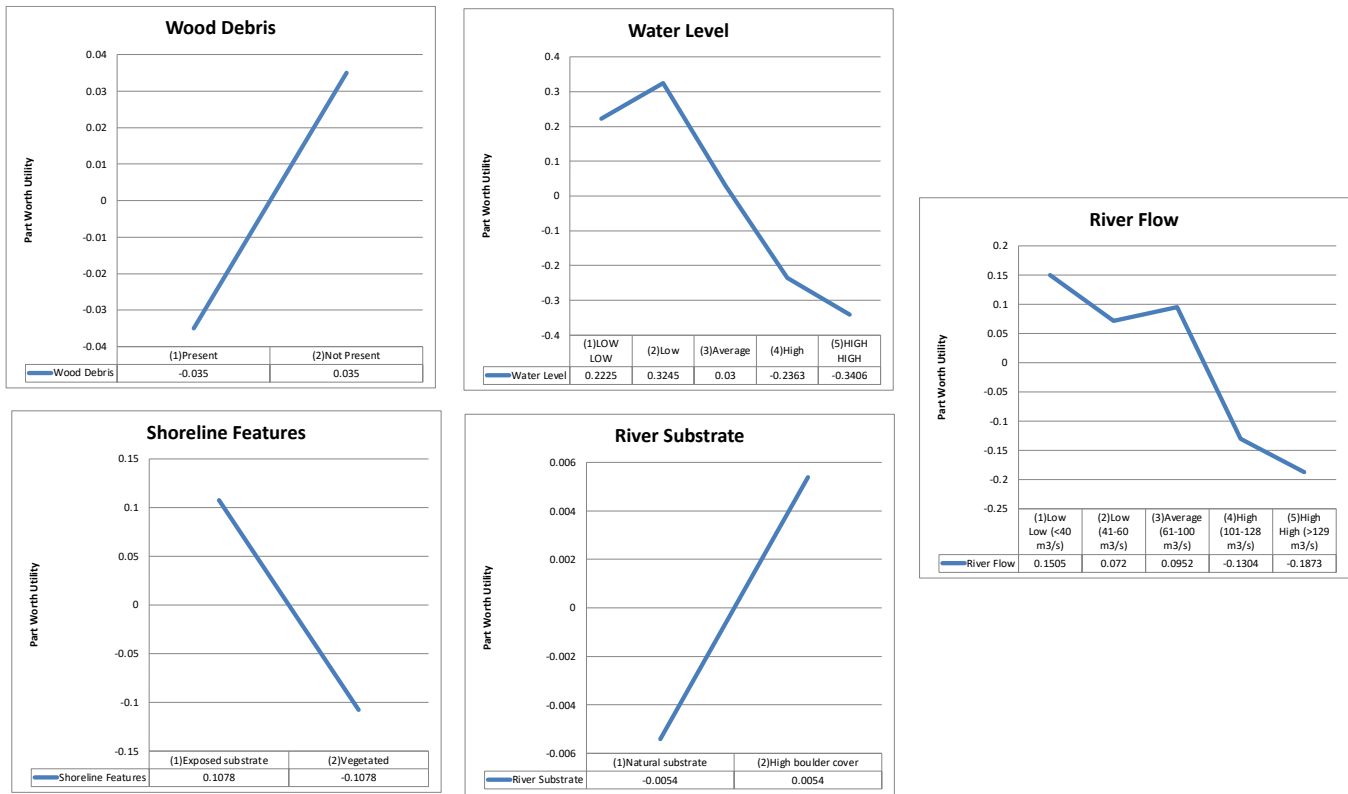 Wood Debris
0.04
0.03
0.02
0.01
0
-0.01
-0.02
-0.03
-0.04
Part Worth Utility
(1)Present (2)Not Present
Wood Debris -0.035 0.035
Water Level
0.4
0.3
0.2
0.1
0
-0.1
-0.2
-0.3
-0.4
Part Worth Utility
(1)LOW (2)Low (3)Average (4)High (5)HIGH
LOW HIGH
Water Level 0.2225 0.3245 0.03 -0.2363 -0.3406
River Flow
0.2
0.15
0.1
0.05
0
-0.05
-0.1
-0.15
-0.2
-0.25
Part Worth Utility
(1)Low (2)Low (3)Average (4)High (5)High
Low (<40 (41-60 (61-100 (101-128 High (>129
m3/s) m3/s) m3/s) m3/s) m3/s)
River Flow 0.1505 0.072 0.0952 -0.1304 -0.1873
Shoreline Features
0.15
0.1
0.05
0
-0.05
-0.1
-0.15
Part Worth Utility
(1)Exposed substrate (2)Vegetated
Shoreline Features 0.1078 -0.1078
River Substrate
0.006
0.004
0.002
0
-0.002
-0.004
-0.006
Part Worth Utility
(1)Natural substrate (2)High boulder cover
River Substrate -0.0054 0.0054